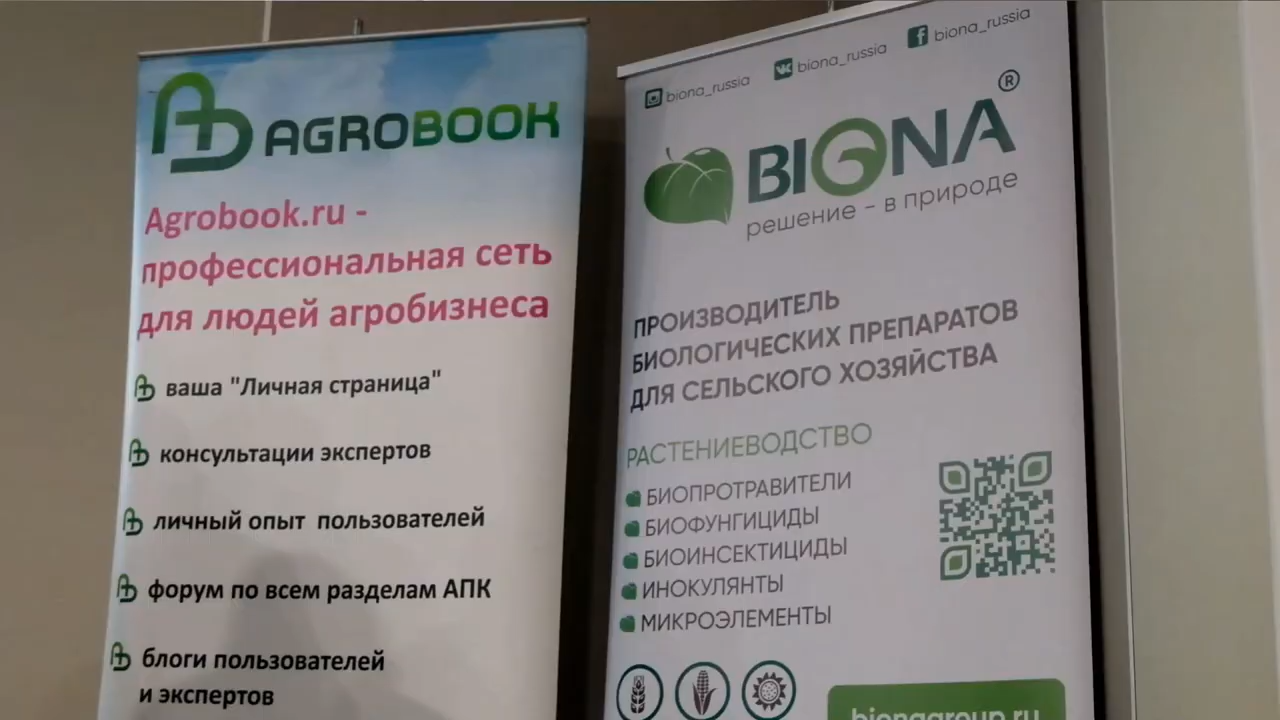 AGROBOOK
Agrobook.ru -
профессиональная сеть
для людей агробизнеса
ваша "Личная страница"
консультации экспертов
личный опыт пользователей
форум по всем разделам АПК
блоги пользователей
и экспертов
biona_russia biona_russia biona_russia
BIONA®
решение - в природе
ПРОИЗВОДИТЕЛЬ
БИОЛОГИЧЕСКИХ ПРЕПАРАТОВ
ДЛЯ СЕЛЬСКОГО ХОЗЯЙСТВА
РАСТЕНИЕВОДСТВО
БИОПРОТРАВИТЕЛИ
БИОФУНГИЦИДЫ
БИОИНСЕКТИЦИДЫ
ИНОКУЛЯНТЫ
МИКРОЭЛЕМЕНТЫ
bionagroup.ru